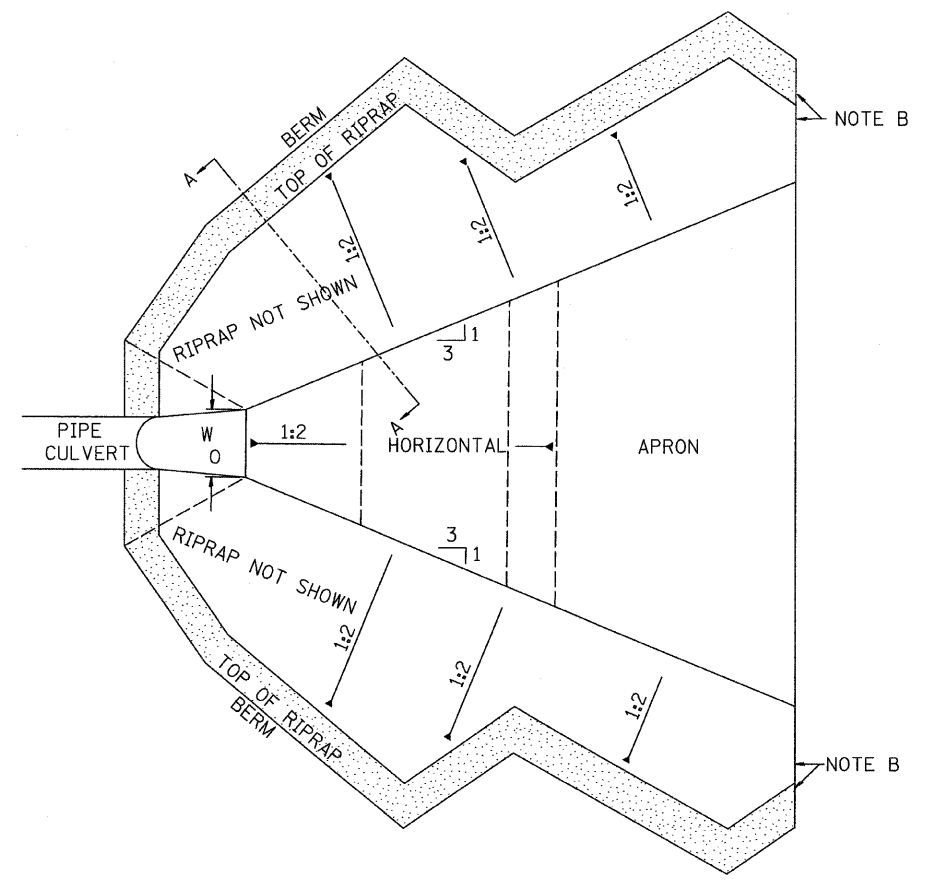 NOTE B
BERM
TOP OF RIPRAP
A
1:2
1:2
1:2
RIPRAP NOT SHOWN
1
3
A
PIPE
CULVERT
W
O
1:2
HORIZONTAL
APRON
3
1
RIPRAP NOT SHOWN
1:2
1:2
1:2
TOP OF RIPRAP
BERM
NOTE B